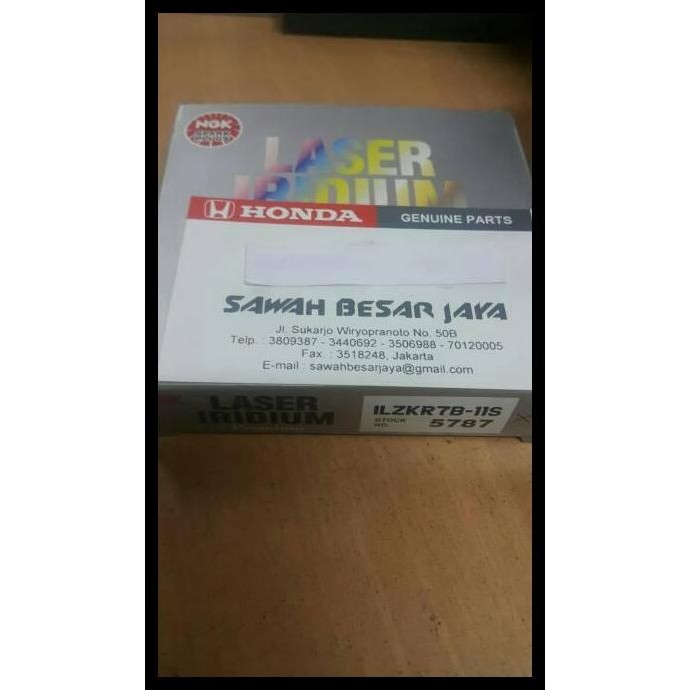 NGK
LASER
IRIDIUM
HONDA
GENUINE PARTS
SAWAH BESAR JAYA
Jl. Sukarjo Wiryopranoto No. 50B
Telp. : 3809387 - 3440692 - 3506988 - 70120005
Fax. : 3518248, Jakarta
E-mail : sawahbesarjaya@gmail.com
LASER
IRIDIUM
ILZKR7B-11S
STOCK
NO. 5787